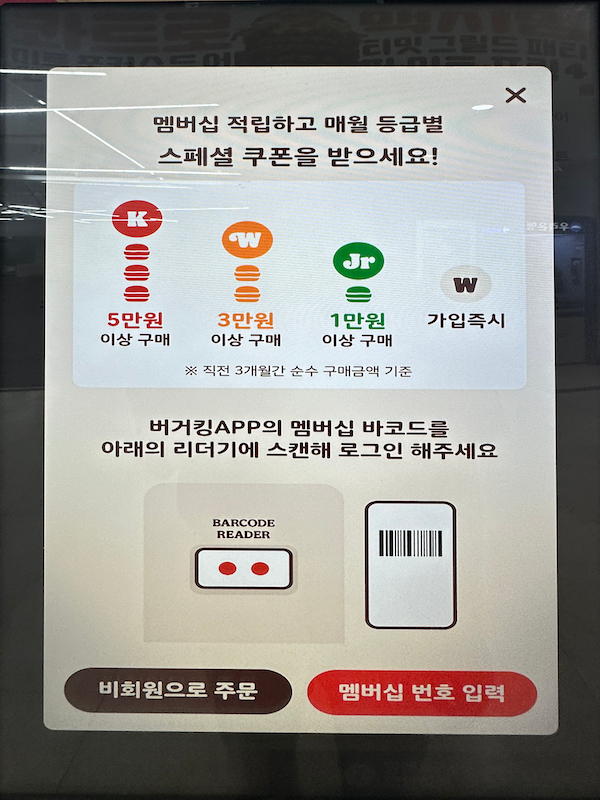 멤버십 적립하고 매월 등급별
스페셜 쿠폰을 받으세요!
K
W
Jr
W
5만원
이상 구매
3만원
이상 구매
1만원
이상 구매
가입즉시
※ 직전 3개월간 순수 구매금액 기준
버거킹APP의 멤버십 바코드를
아래의 리더기에 스캔해 로그인 해주세요
BARCODE
READER
비회원으로 주문
멤버십 번호 입력